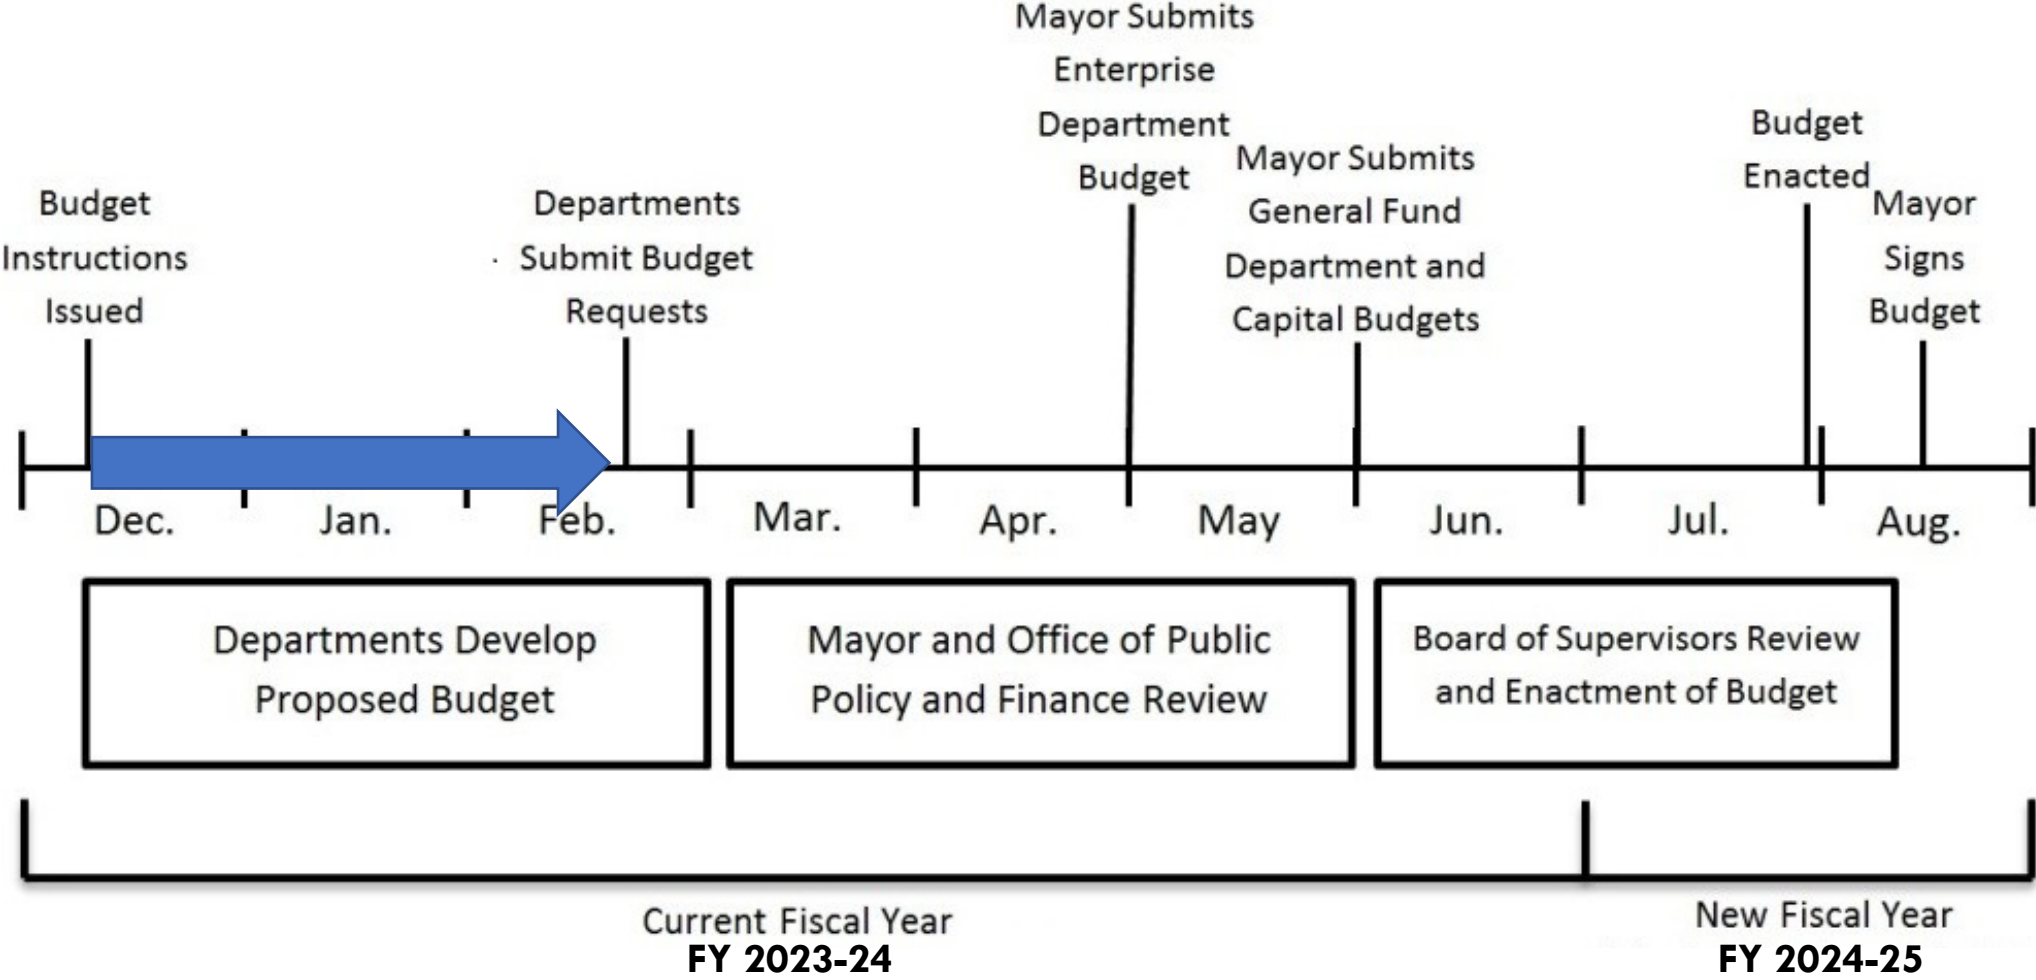 Mayor Submits
Enterprise
Department
Budget
Budget
Instructions
Issued
Departments
Submit Budget
Requests
Mayor Submits
General Fund
Department and
Capital Budgets
Budget
Enacted
Mayor
Signs
Budget
Dec.
Jan.
Feb.
Mar.
Apr.
May
Jun.
Jul.
Aug.
Departments Develop
Proposed Budget
Mayor and Office of Public
Policy and Finance Review
Board of Supervisors Review
and Enactment of Budget
Current Fiscal Year
FY 2023-24
New Fiscal Year
FY 2024-25